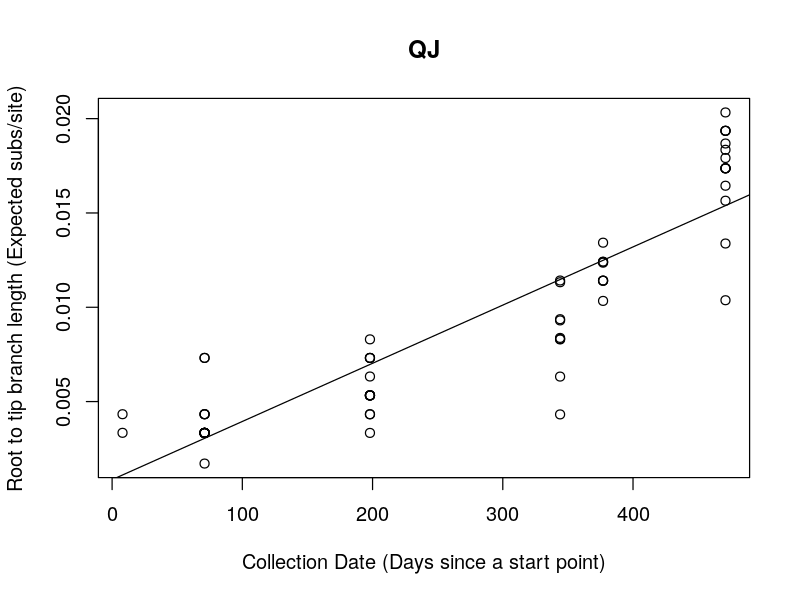 QJ
Root to tip branch length (Expected subs/site)
0.020
0.015
0.010
0.005
0 100 200 300 400
Collection Date (Days since a start point)